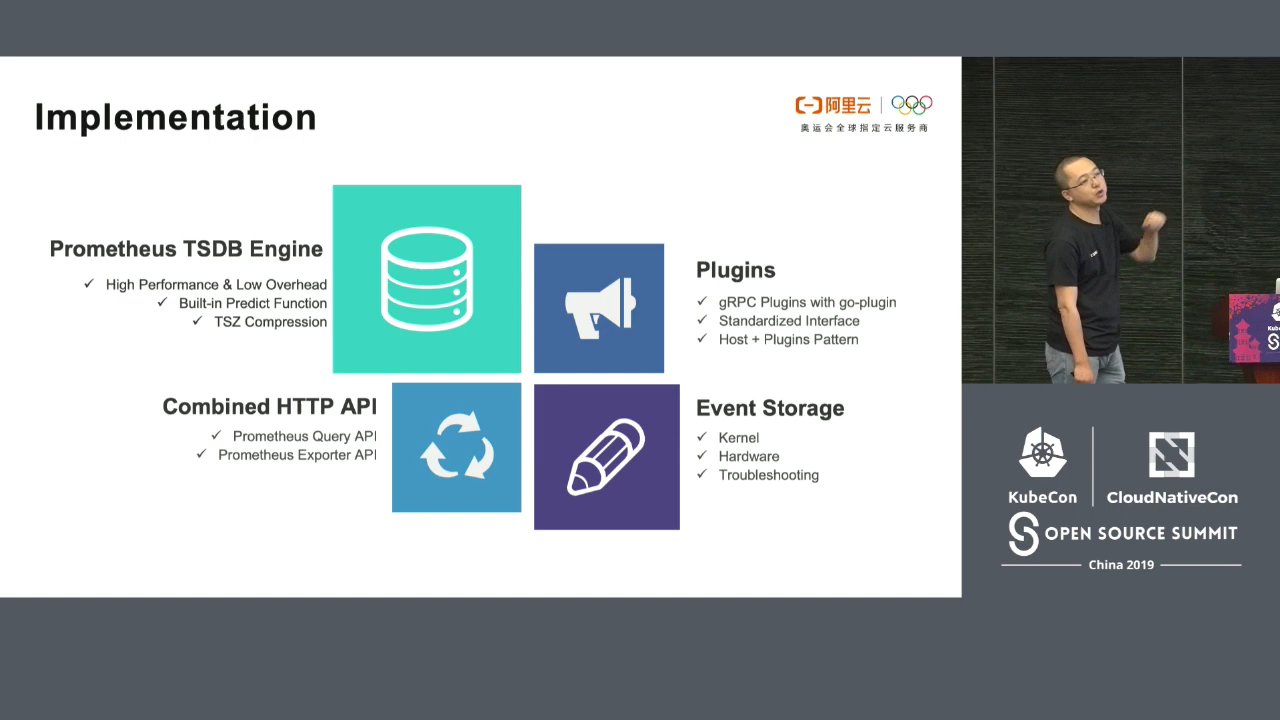 Implementation
阿里云
奥运会全球指定云服务商
Prometheus TSDB Engine
✓ High Performance & Low Overhead
✓ Built-in Predict Function
✓ TSZ Compression
Plugins
✓ gRPC Plugins with go-plugin
✓ Standardized Interface
✓ Host + Plugins Pattern
Combined HTTP API
✓ Prometheus Query API
✓ Prometheus Exporter API
Event Storage
✓ Kernel
✓ Hardware
✓ Troubleshooting
KubeCon
CloudNativeCon
OPEN SOURCE SUMMIT
China 2019